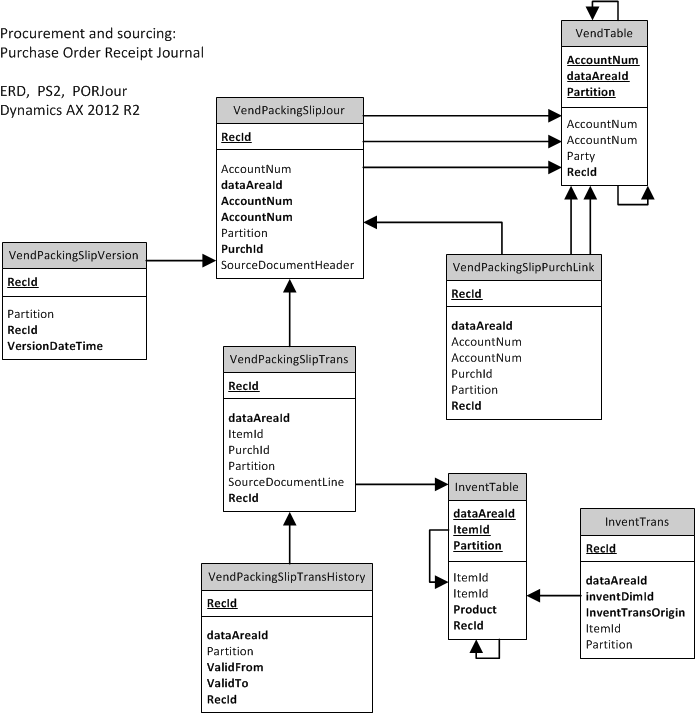 Procurement and sourcing:
Purchase Order Receipt Journal
ERD, PS2, PORJour
Dynamics AX 2012 R2
VendTable
AccountNum
dataAreaId
Partition
AccountNum
AccountNum
Party
RecId
VendPackingSlipJour
RecId
AccountNum
dataAreaId
AccountNum
AccountNum
Partition
PurchId
SourceDocumentHeader
VendPackingSlipVersion
RecId
Partition
RecId
VersionDateTime
VendPackingSlipPurchLink
RecId
dataAreaId
AccountNum
AccountNum
PurchId
Partition
RecId
VendPackingSlipTrans
RecId
dataAreaId
ItemId
PurchId
Partition
SourceDocumentLine
RecId
InventTable
dataAreaId
ItemId
Partition
ItemId
ItemId
Product
RecId
InventTrans
RecId
dataAreaId
inventDimId
InventTransOrigin
ItemId
Partition
VendPackingSlipTransHistory
RecId
dataAreaId
Partition
ValidFrom
ValidTo
RecId